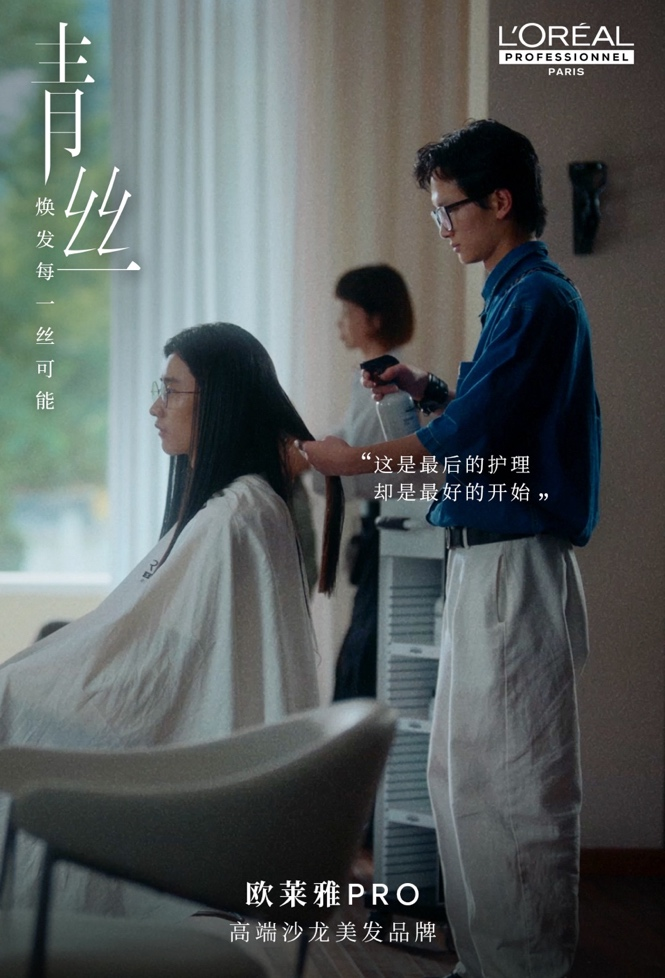 青丝
焕发每一丝可能
L'ORÉAL
PROFESSIONNEL
PARIS
“这是最后的护理
却是最好的开始”
欧莱雅PRO
高端沙龙美发品牌